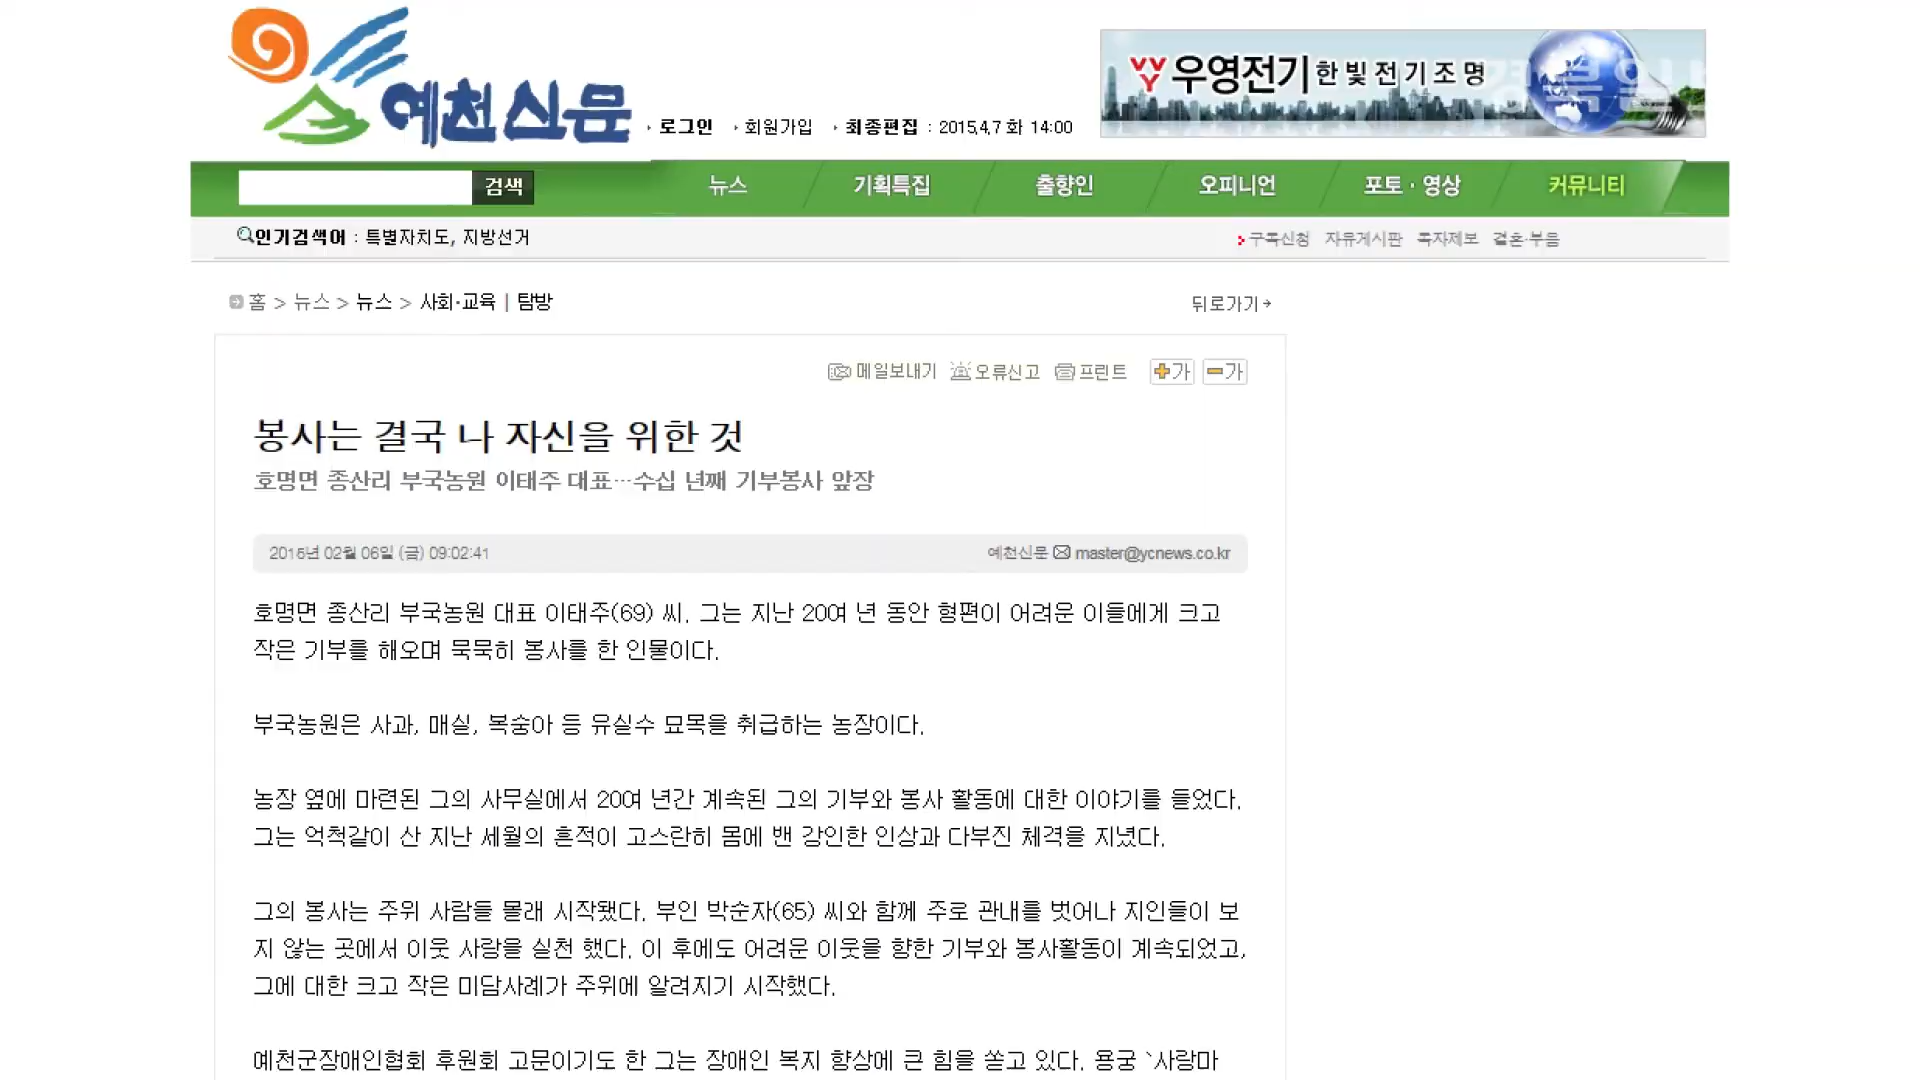 예천신문
로그인 회원가입 최종편집 : 2015.4.7 화 14:00
우영전기 한빛전기조명
경북일보
검색
뉴스 기획특집 출향인 오피니언 포토·영상 커뮤니티
인기검색어 : 특별자치도, 지방선거
구독신청 자유게시판 독자제보 결혼·부음
홈 > 뉴스 > 뉴스 > 사회·교육 | 탐방
뒤로가기
메일보내기 오류신고 프린트 +가 -가
봉사는 결국 나 자신을 위한 것
호명면 종산리 부국농원 이태주 대표…수십 년째 기부봉사 앞장
2015년 02월 06일 (금) 09:02:41
예천신문 master@ycnews.co.kr
호명면 종산리 부국농원 대표 이태주(69) 씨. 그는 지난 20여 년 동안 형편이 어려운 이들에게 크고
작은 기부를 해오며 묵묵히 봉사를 한 인물이다.
부국농원은 사과, 매실, 복숭아 등 유실수 묘목을 취급하는 농장이다.
농장 옆에 마련된 그의 사무실에서 20여 년간 계속된 그의 기부와 봉사 활동에 대한 이야기를 들었다.
그는 억척같이 산 지난 세월의 흔적이 고스란히 몸에 밴 강인한 인상과 다부진 체격을 지녔다.
그의 봉사는 주위 사람들 몰래 시작됐다. 부인 박순자(65) 씨와 함께 주로 관내를 벗어나 지인들이 보
지 않는 곳에서 이웃 사랑을 실천 했다. 이 후에도 어려운 이웃을 향한 기부와 봉사활동이 계속되었고,
그에 대한 크고 작은 미담사례가 주위에 알려지기 시작했다.
예천군장애인협회 후원회 고문이기도 한 그는 장애인 복지 향상에 큰 힘을 쏟고 있다. 용궁 `사랑마